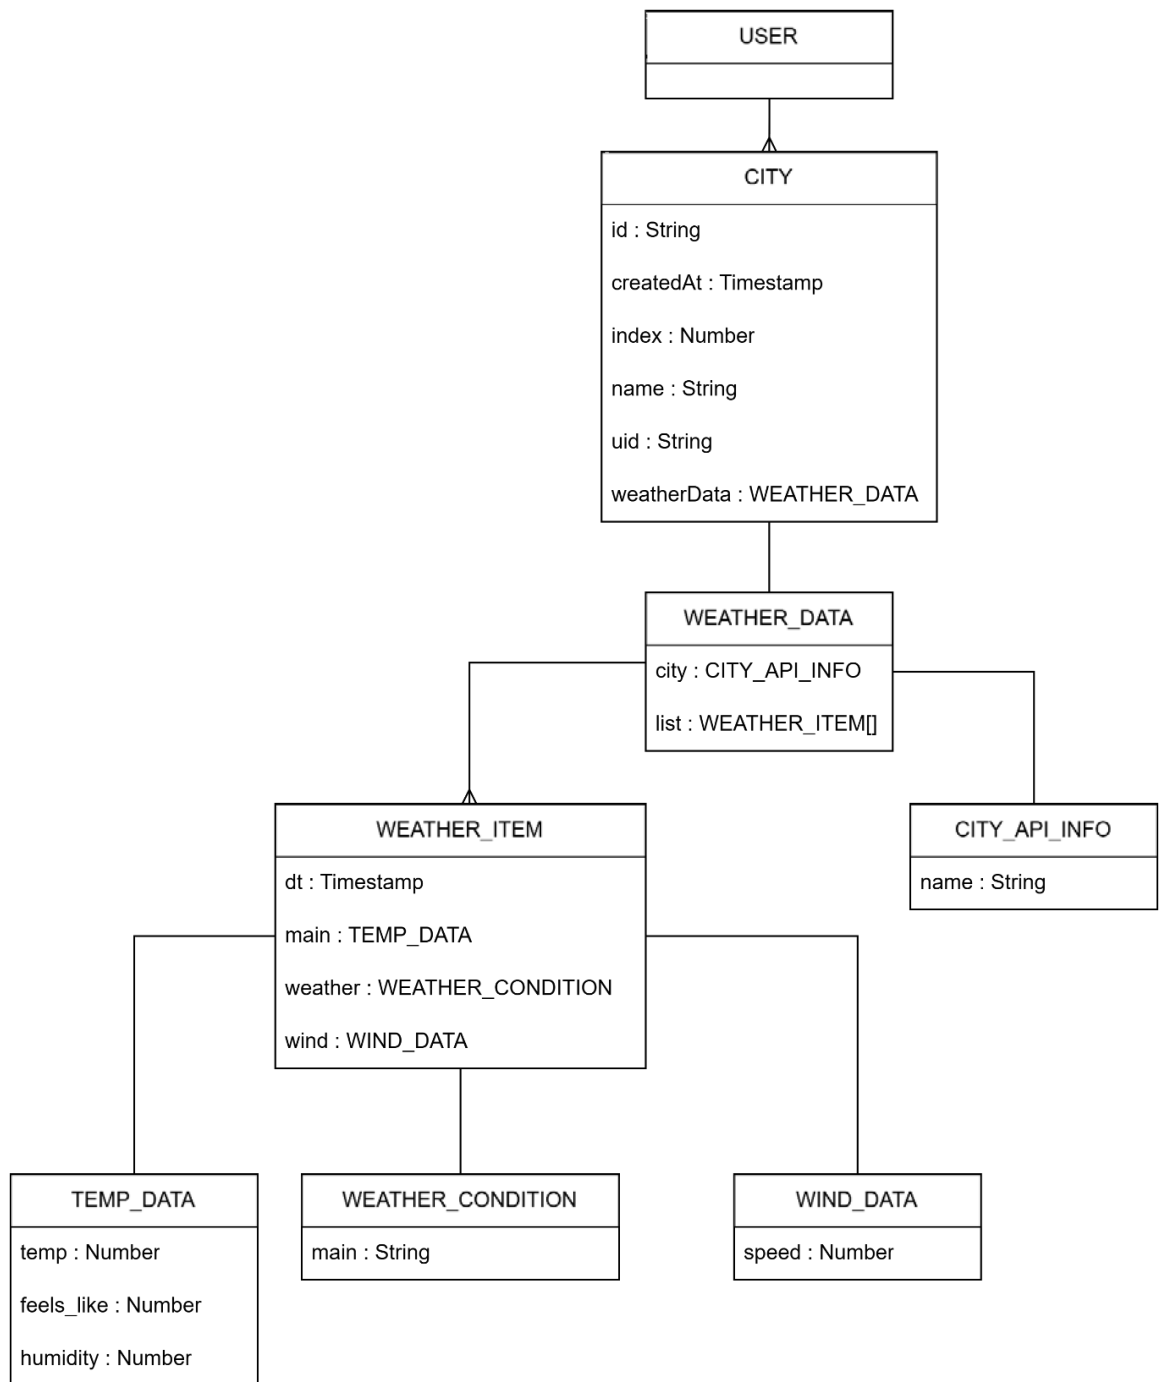 USER
CITY
id : String
createdAt : Timestamp
index : Number
name : String
uid : String
weatherData : WEATHER_DATA
WEATHER_DATA
city : CITY_API_INFO
list : WEATHER_ITEM[]
WEATHER_ITEM
dt : Timestamp
main : TEMP_DATA
weather : WEATHER_CONDITION
wind : WIND_DATA
CITY_API_INFO
name : String
TEMP_DATA
temp : Number
feels_like : Number
humidity : Number
WEATHER_CONDITION
main : String
WIND_DATA
speed : Number